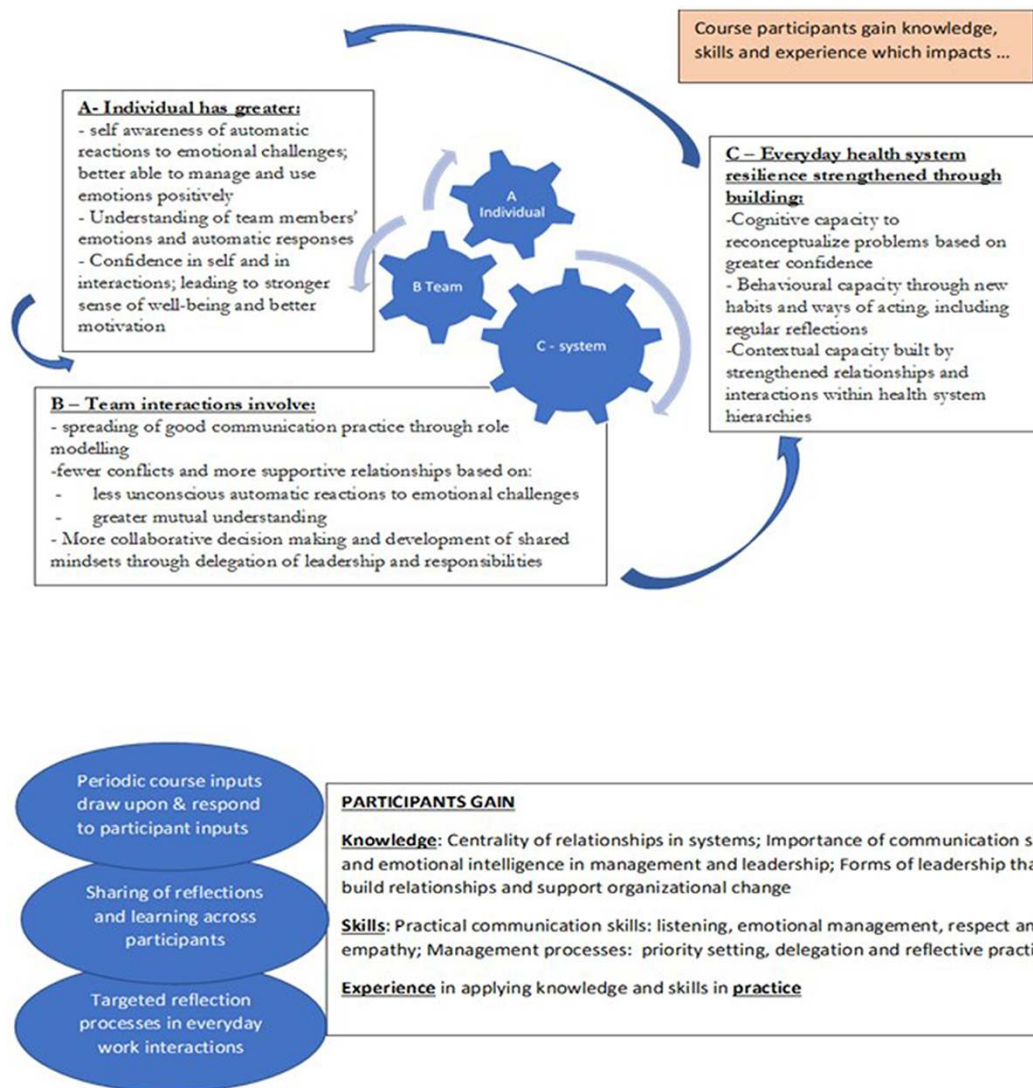 Course participants gain knowledge,
skills and experience which impacts ...
A- Individual has greater:
- self awareness of automatic
reactions to emotional challenges;
better able to manage and use
emotions positively
- Understanding of team members'
emotions and automatic responses
- Confidence in self and in
interactions; leading to stronger
sense of well-being and better
motivation
A
Individual
B Team
C - system
C – Everyday health system
resilience strengthened through
building:
-Cognitive capacity to
reconceptualize problems based on
greater confidence
- Behavioural capacity through new
habits and ways of acting, including
regular reflections
-Contextual capacity built by
strengthened relationships and
interactions within health system
hierarchies
B – Team interactions involve:
- spreading of good communication practice through role
modelling
-fewer conflicts and more supportive relationships based on:
- less unconscious automatic reactions to emotional challenges
- greater mutual understanding
- More collaborative decision making and development of shared
mindsets through delegation of leadership and responsibilities
Periodic course inputs
draw upon & respond
to participant inputs
Sharing of reflections
and learning across
participants
Targeted reflection
processes in everyday
work interactions
PARTICIPANTS GAIN
Knowledge: Centrality of relationships in systems; Importance of communication
and emotional intelligence in management and leadership; Forms of leadership
build relationships and support organizational change
Skills: Practical communication skills: listening, emotional management, respect
empathy; Management processes: priority setting, delegation and reflective
Experience in applying knowledge and skills in practice